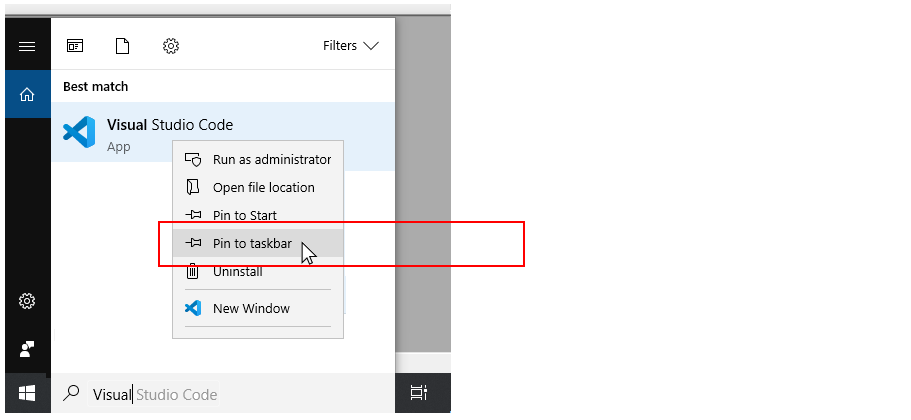 Filters
Best match
Visual Studio Code
App
Run as administrator
Open file location
Pin to Start
Pin to taskbar
Uninstall
New Window
Visual Studio Code